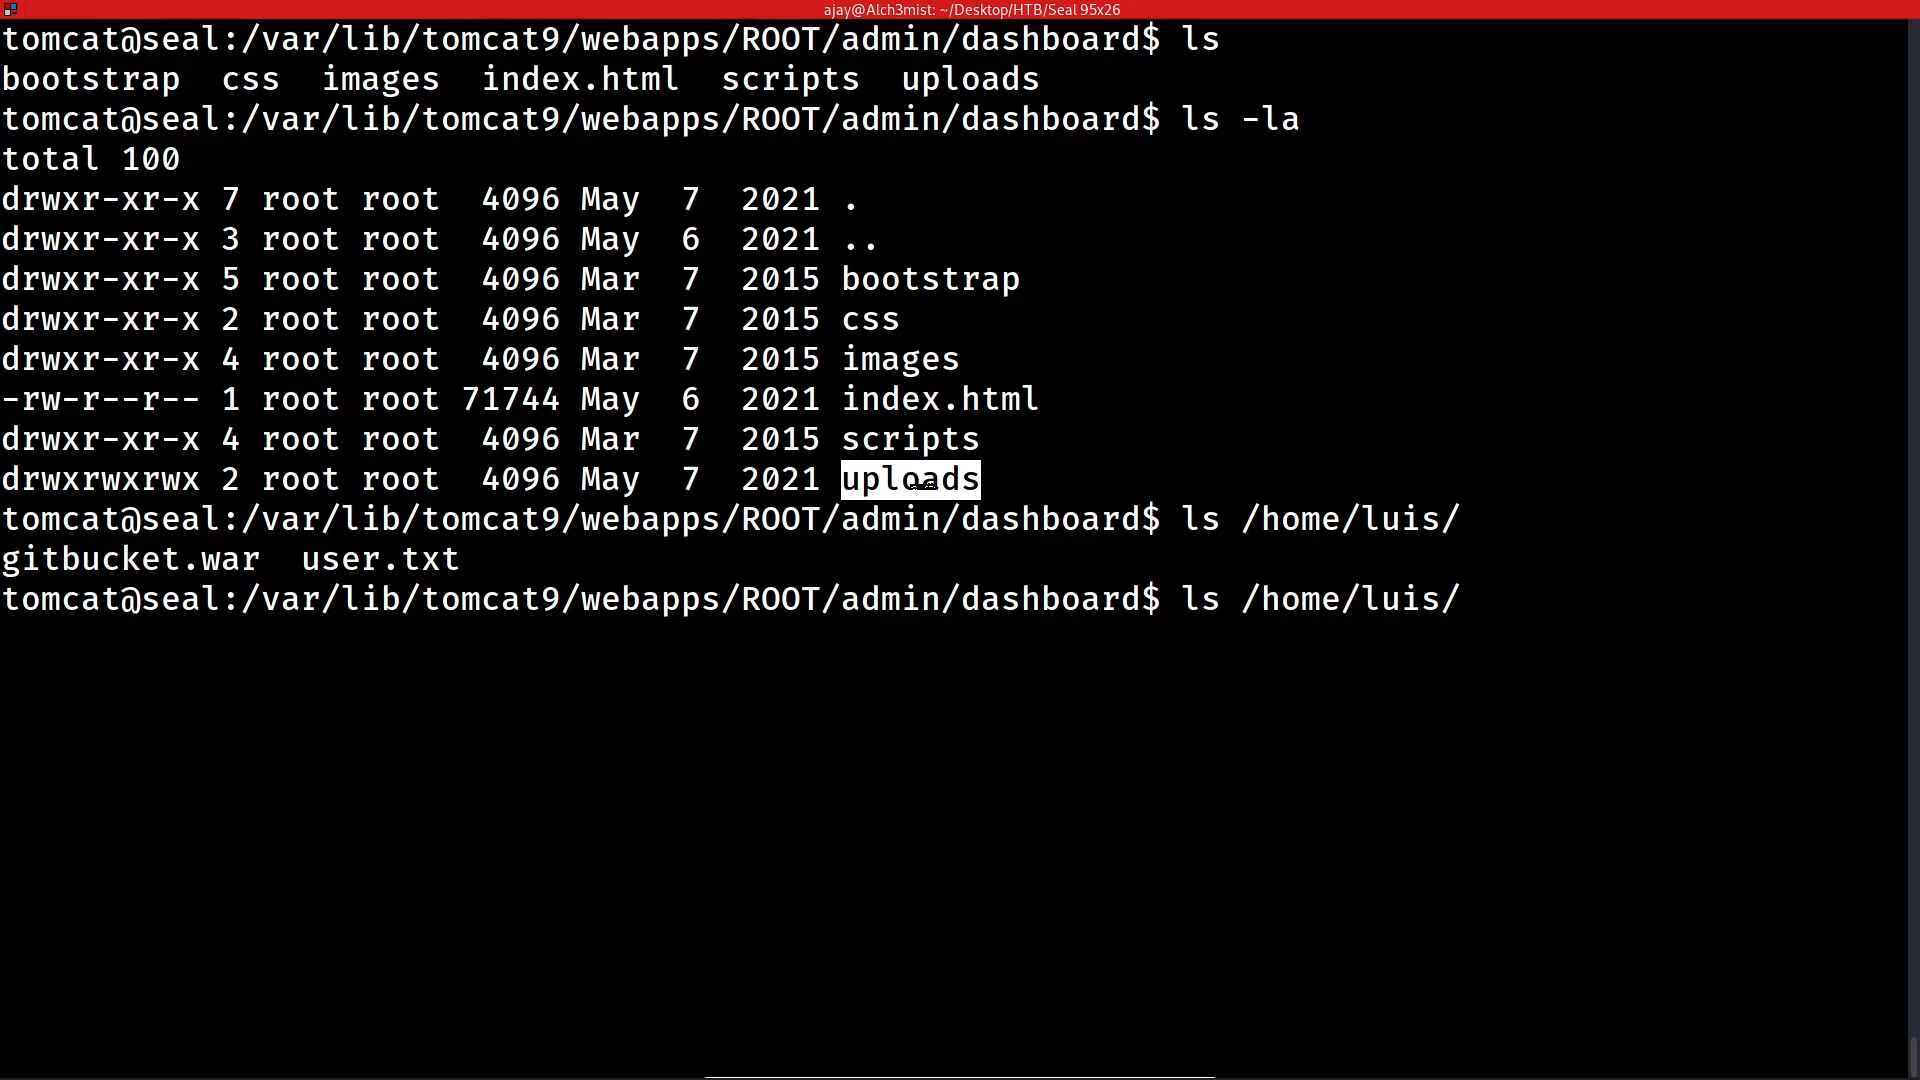 ajay@Alch3mist: ~/Desktop/HTB/Seal 95x26
tomcat@seal:/var/lib/tomcat9/webapps/ROOT/admin/dashboard$ ls
bootstrap  css  images  index.html  scripts  uploads
tomcat@seal:/var/lib/tomcat9/webapps/ROOT/admin/dashboard$ ls -la
total 100
drwxr-xr-x 7 root root  4096 May  7  2021 .
drwxr-xr-x 3 root root  4096 May  6  2021 ..
drwxr-xr-x 5 root root  4096 Mar  7  2015 bootstrap
drwxr-xr-x 2 root root  4096 Mar  7  2015 css
drwxr-xr-x 4 root root  4096 Mar  7  2015 images
-rw-r--r-- 1 root root 71744 May  6  2021 index.html
drwxr-xr-x 4 root root  4096 Mar  7  2015 scripts
drwxrwxrwx 2 root root  4096 May  7  2021 uploads
tomcat@seal:/var/lib/tomcat9/webapps/ROOT/admin/dashboard$ ls /home/luis/
gitbucket.war  user.txt
tomcat@seal:/var/lib/tomcat9/webapps/ROOT/admin/dashboard$ ls /home/luis/